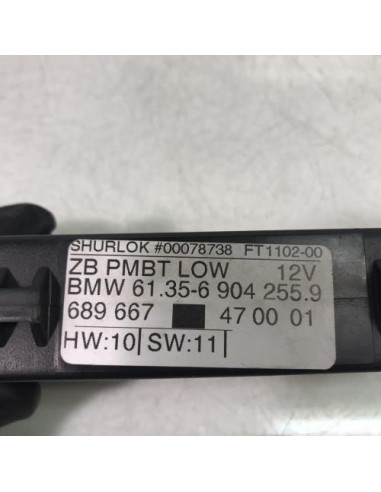 SHURLOK #00078738 FT1102-00
ZB PMBT LOW 12V
BMW 61.35-6 904 255.9
689 667 47 00 01
HW:10 SW:11